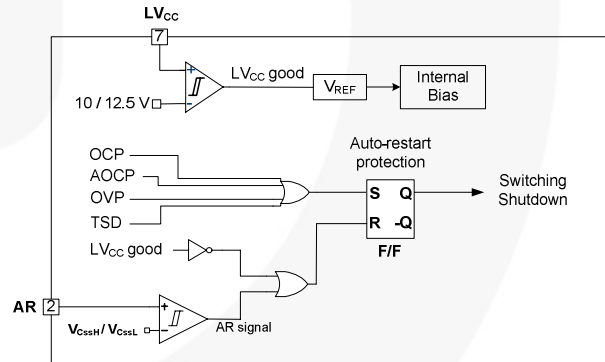 LVCC
7
LVCC good
VREF
Internal
Bias
10 / 12.5 V
+
-
OCP
AOCP
OVP
TSD
Auto-restart
protection
S Q
R -Q
F/F
Switching
Shutdown
LVCC good
AR 2
+
-
VCssH / VCssL
AR signal